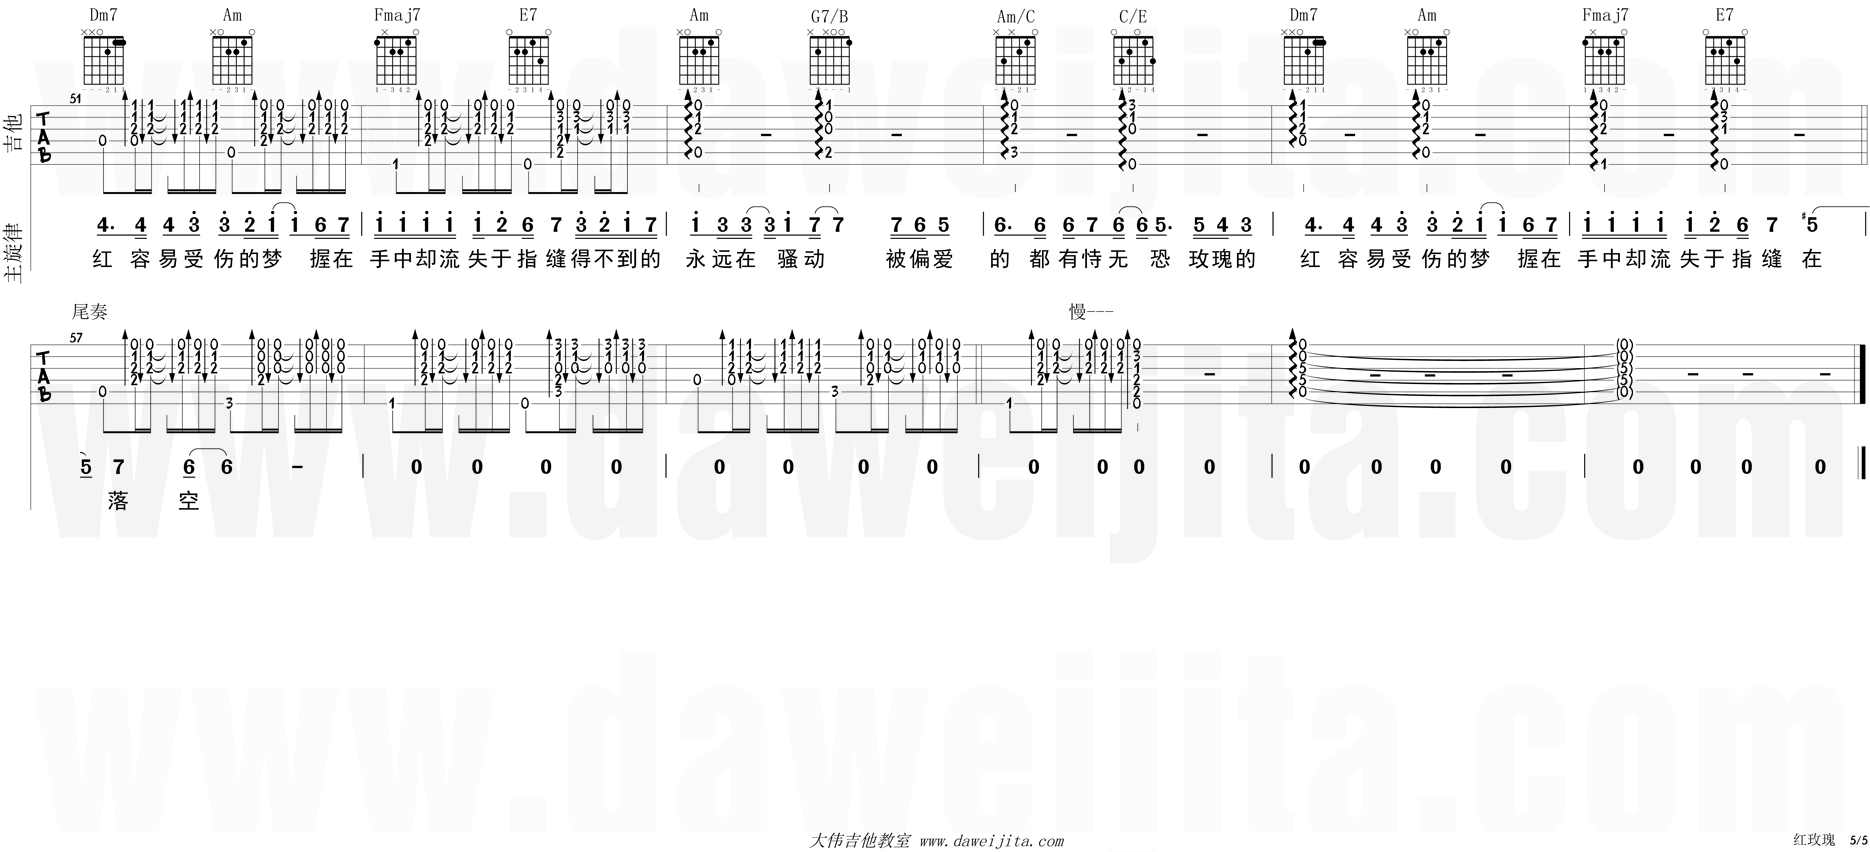 Dm7 Am Fmaj7 E7 Am G7/B Am/C C/E Dm7 Am Fmaj7 E7
51
吉他
TAB
主旋律
4. 4 4 3 3 2 1 1 6 7 1 1 1 1 1 2 6 7 3 2 1 7 1 3 3 3 1 7 7 7 6 5 6. 6 6 7 6 6 5. 5 4 3 4. 4 4 3 3 2 1 1 6 7 1 1 1 1 1 2 6 7 #5
红 容易受 伤的梦 握在 手中却流 失于指 缝得不到的 永远在 骚动 被偏爱 的 都有恃无 恐 玫瑰的 红 容易受 伤的梦 握在 手中却流 失于指缝 在
尾奏 慢---
57
TAB
5 7 6 6 – 0 0 0 0 0 0 0 0 0 0 0 0 0 0 0 0 0 0 0 0
落 空
www.daweijita.com
大伟吉他教室 www.daweijita.com
红玫瑰 5/5